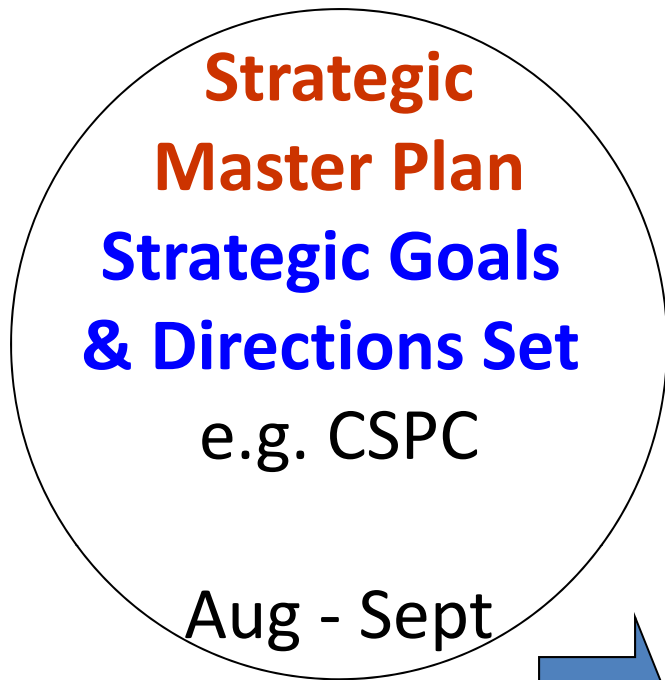 Strategic
Master Plan
Strategic Goals
& Directions Set
e.g. CSPC
Aug - Sept